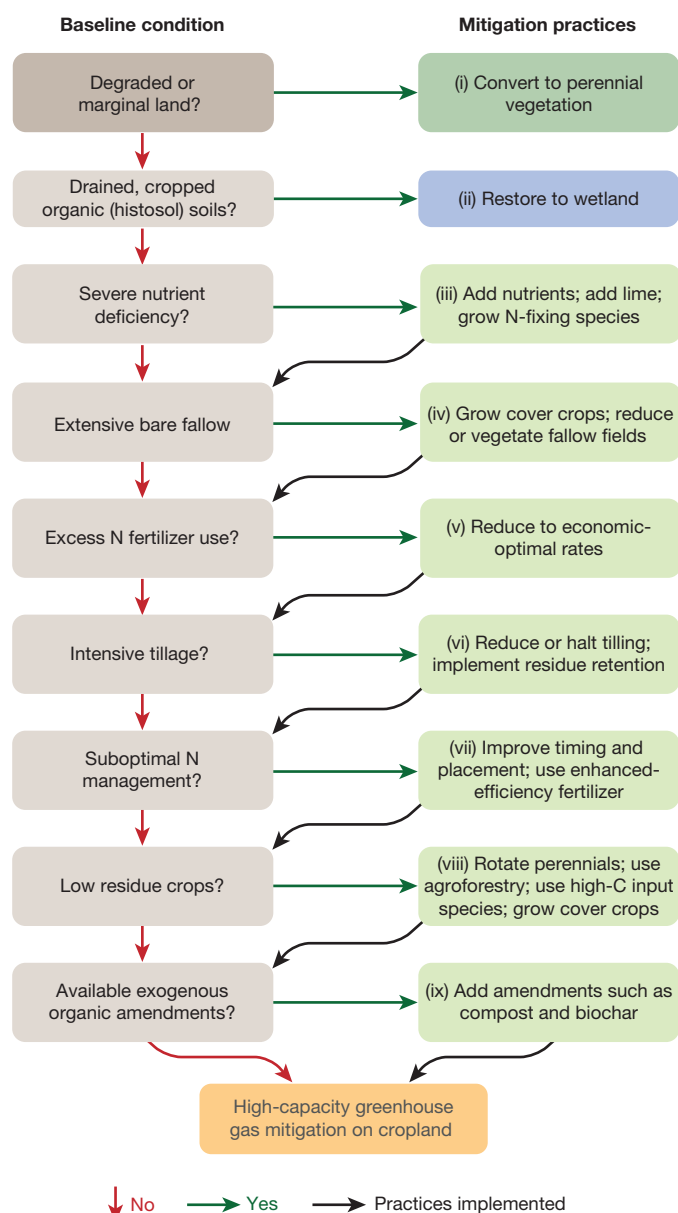 Baseline condition
Mitigation practices
Degraded or
marginal land?
(i) Convert to perennial
vegetation
Drained, cropped
organic (histosol) soils?
(ii) Restore to wetland
Severe nutrient
deficiency?
(iii) Add nutrients; add lime;
grow N-fixing species
Extensive bare fallow
(iv) Grow cover crops; reduce
or vegetate fallow fields
Excess N fertilizer use?
(v) Reduce to economic-
optimal rates
Intensive tillage?
(vi) Reduce or halt tilling;
implement residue retention
Suboptimal N
management?
(vii) Improve timing and
placement; use enhanced-
efficiency fertilizer
Low residue crops?
(viii) Rotate perennials; use
agroforestry; use high-C input
species; grow cover crops
Available exogenous
organic amendments?
(ix) Add amendments such as
compost and biochar
High-capacity greenhouse
gas mitigation on cropland
No
Yes
Practices implemented